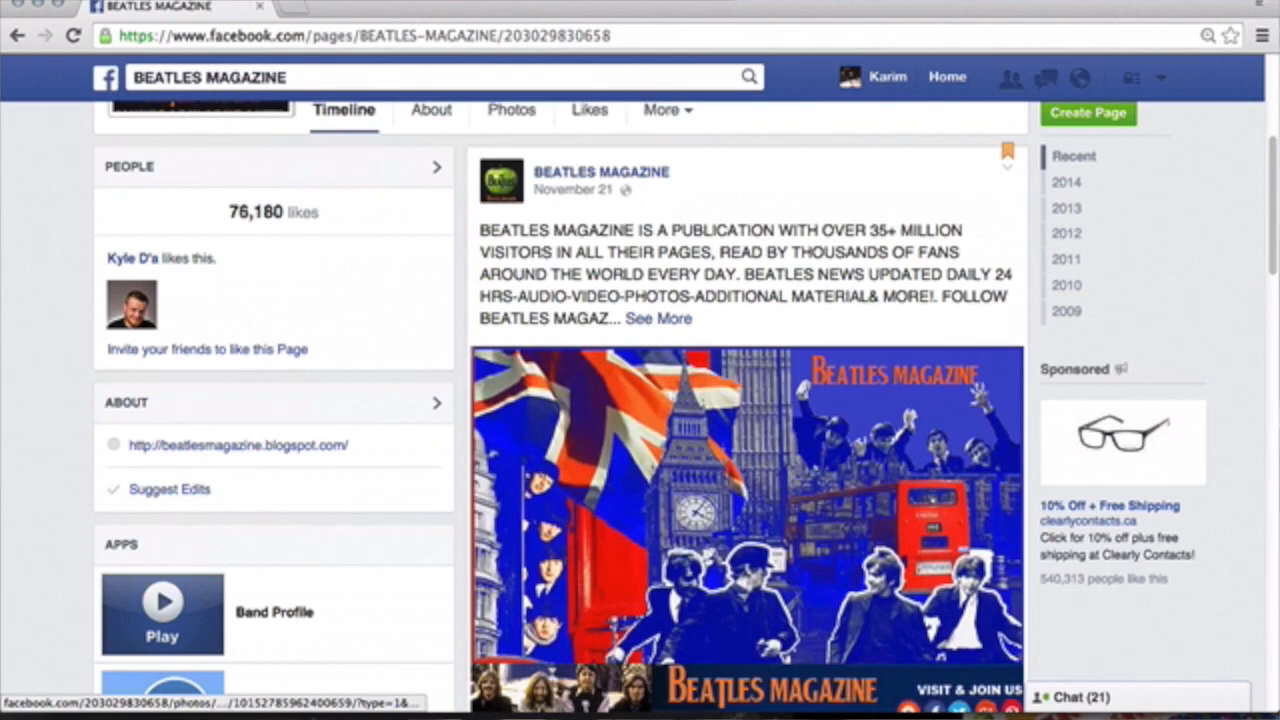 BEATLES MAGAZINE
https://www.facebook.com/pages/BEATLES-MAGAZINE/203029830658
BEATLES MAGAZINE
Karim
Home
Timeline
About
Photos
Likes
More
Create Page
PEOPLE
76,180 likes
Kyle D'a likes this.
Invite your friends to like this Page
ABOUT
http://beatlesmagazine.blogspot.com/
Suggest Edits
APPS
Play
Band Profile
BEATLES MAGAZINE
November 21
BEATLES MAGAZINE IS A PUBLICATION WITH OVER 35+ MILLION
VISITORS IN ALL THEIR PAGES, READ BY THOUSANDS OF FANS
AROUND THE WORLD EVERY DAY. BEATLES NEWS UPDATED DAILY 24
HRS-AUDIO-VIDEO-PHOTOS-ADDITIONAL MATERIAL& MORE!. FOLLOW
BEATLES MAGAZ... See More
BEATLES MAGAZINE
BEATLES MAGAZINE
VISIT & JOIN US
Recent
2014
2013
2012
2011
2010
2009
Sponsored
10% Off + Free Shipping
clearlycontacts.ca
Click for 10% off plus free
shipping at Clearly Contacts!
540,313 people like this
facebook.com/203029830658/photos/.../10152785962400659/?type=1&...
Chat (21)